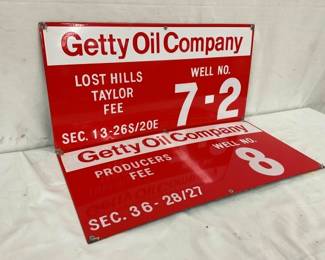 Getty Oil Company
LOST HILLS
TAYLOR
FEE
WELL NO.
7-2
SEC. 13-26S/20E
Getty Oil Company
PRODUCERS
FEE
WELL NO.
8
SEC. 36-28/27